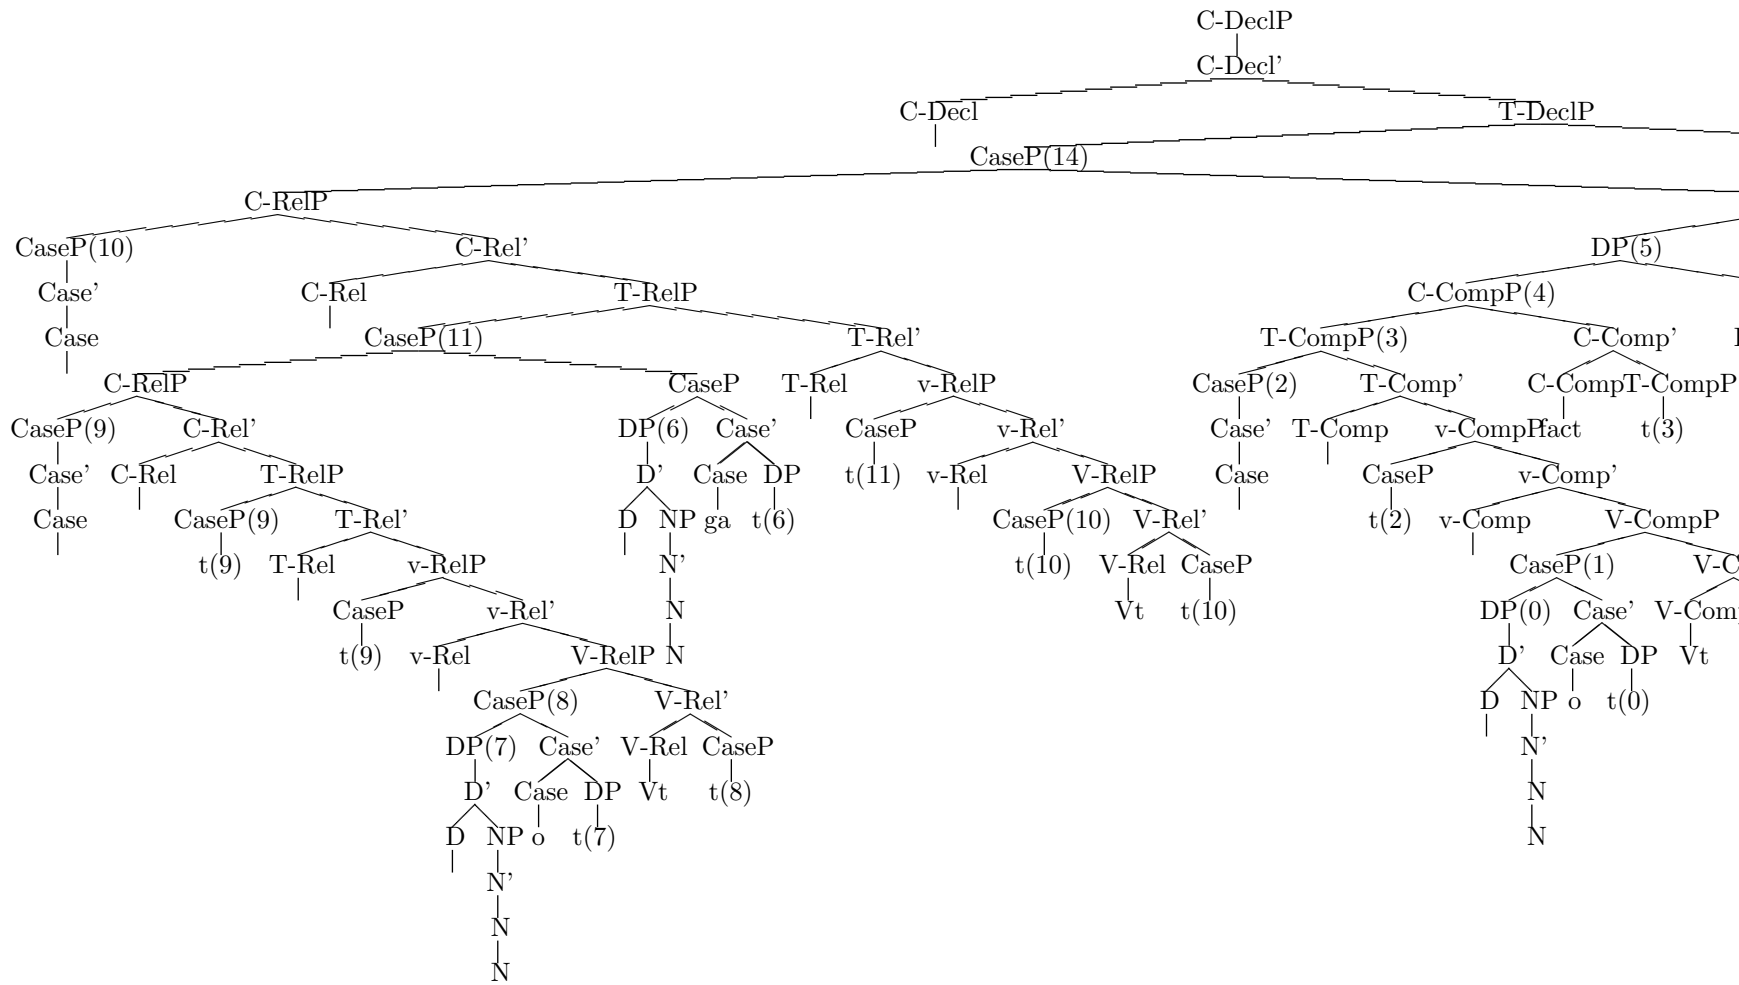 C-DeclP
C-Decl’
C-Decl T-DeclP
CaseP(14)
C-RelP
CaseP(10) C-Rel’ DP(5)
Case’ C-Rel T-RelP C-CompP(4)
Case CaseP(11) T-Rel’ T-CompP(3) C-Comp’
C-RelP CaseP T-Rel v-RelP CaseP(2) T-Comp’ C-Comp T-CompP
CaseP(9) C-Rel’ DP(6) Case’ CaseP v-Rel’ Case’ T-Comp v-CompP fact t(3)
Case’ C-Rel T-RelP D’ Case DP t(11) v-Rel V-RelP Case CaseP v-Comp’
Case CaseP(9) T-Rel’ D NP ga t(6) CaseP(10) V-Rel’ t(2) v-Comp V-CompP
t(9) T-Rel v-RelP N’ t(10) V-Rel CaseP CaseP(1) V-C
CaseP v-Rel’ N Vt t(10) DP(0) Case’ V-Comp
t(9) v-Rel V-RelP N D’ Case DP Vt
CaseP(8) V-Rel’ D NP o t(0)
DP(7) Case’ V-Rel CaseP N’
D’ Case DP Vt t(8) N
D NP o t(7) N
N’
N
N